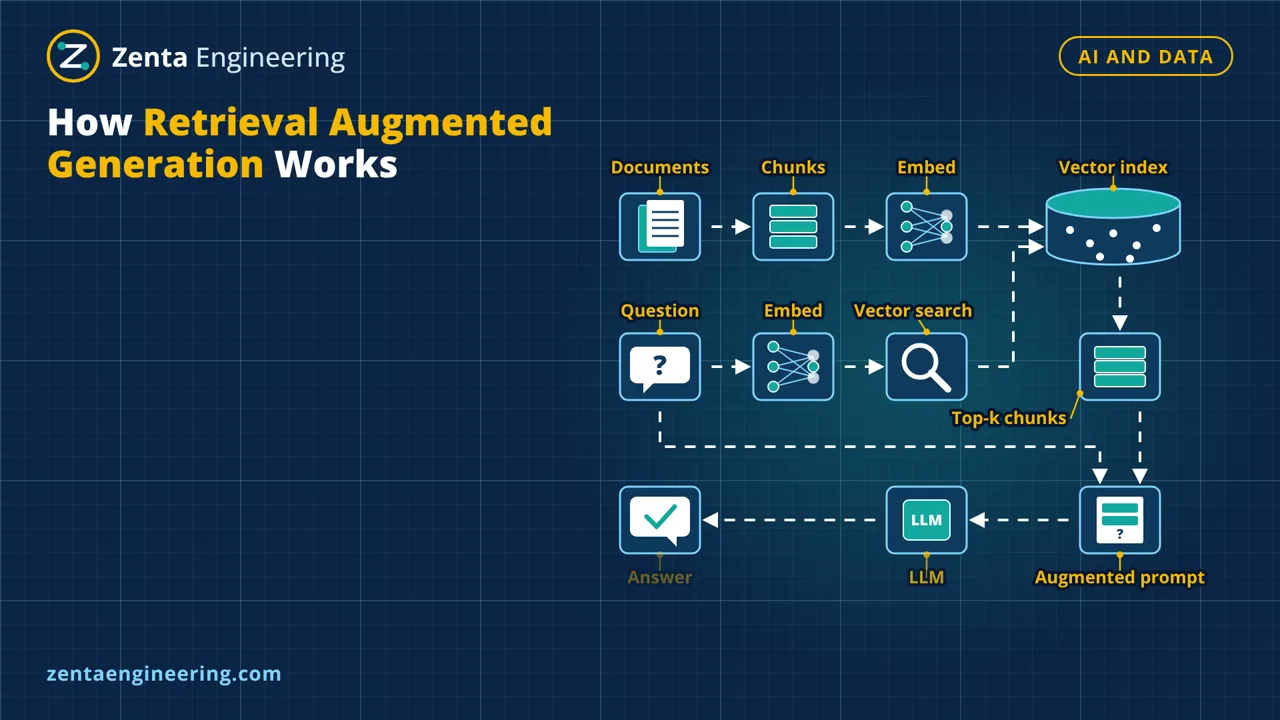 Zenta Engineering
AI AND DATA
How Retrieval Augmented
Generation Works
Documents
Chunks
Embed
Vector index
Question
Embed
Vector search
?
Top-k chunks
LLM
?
Answer
LLM
Augmented prompt
zentaengineering.com